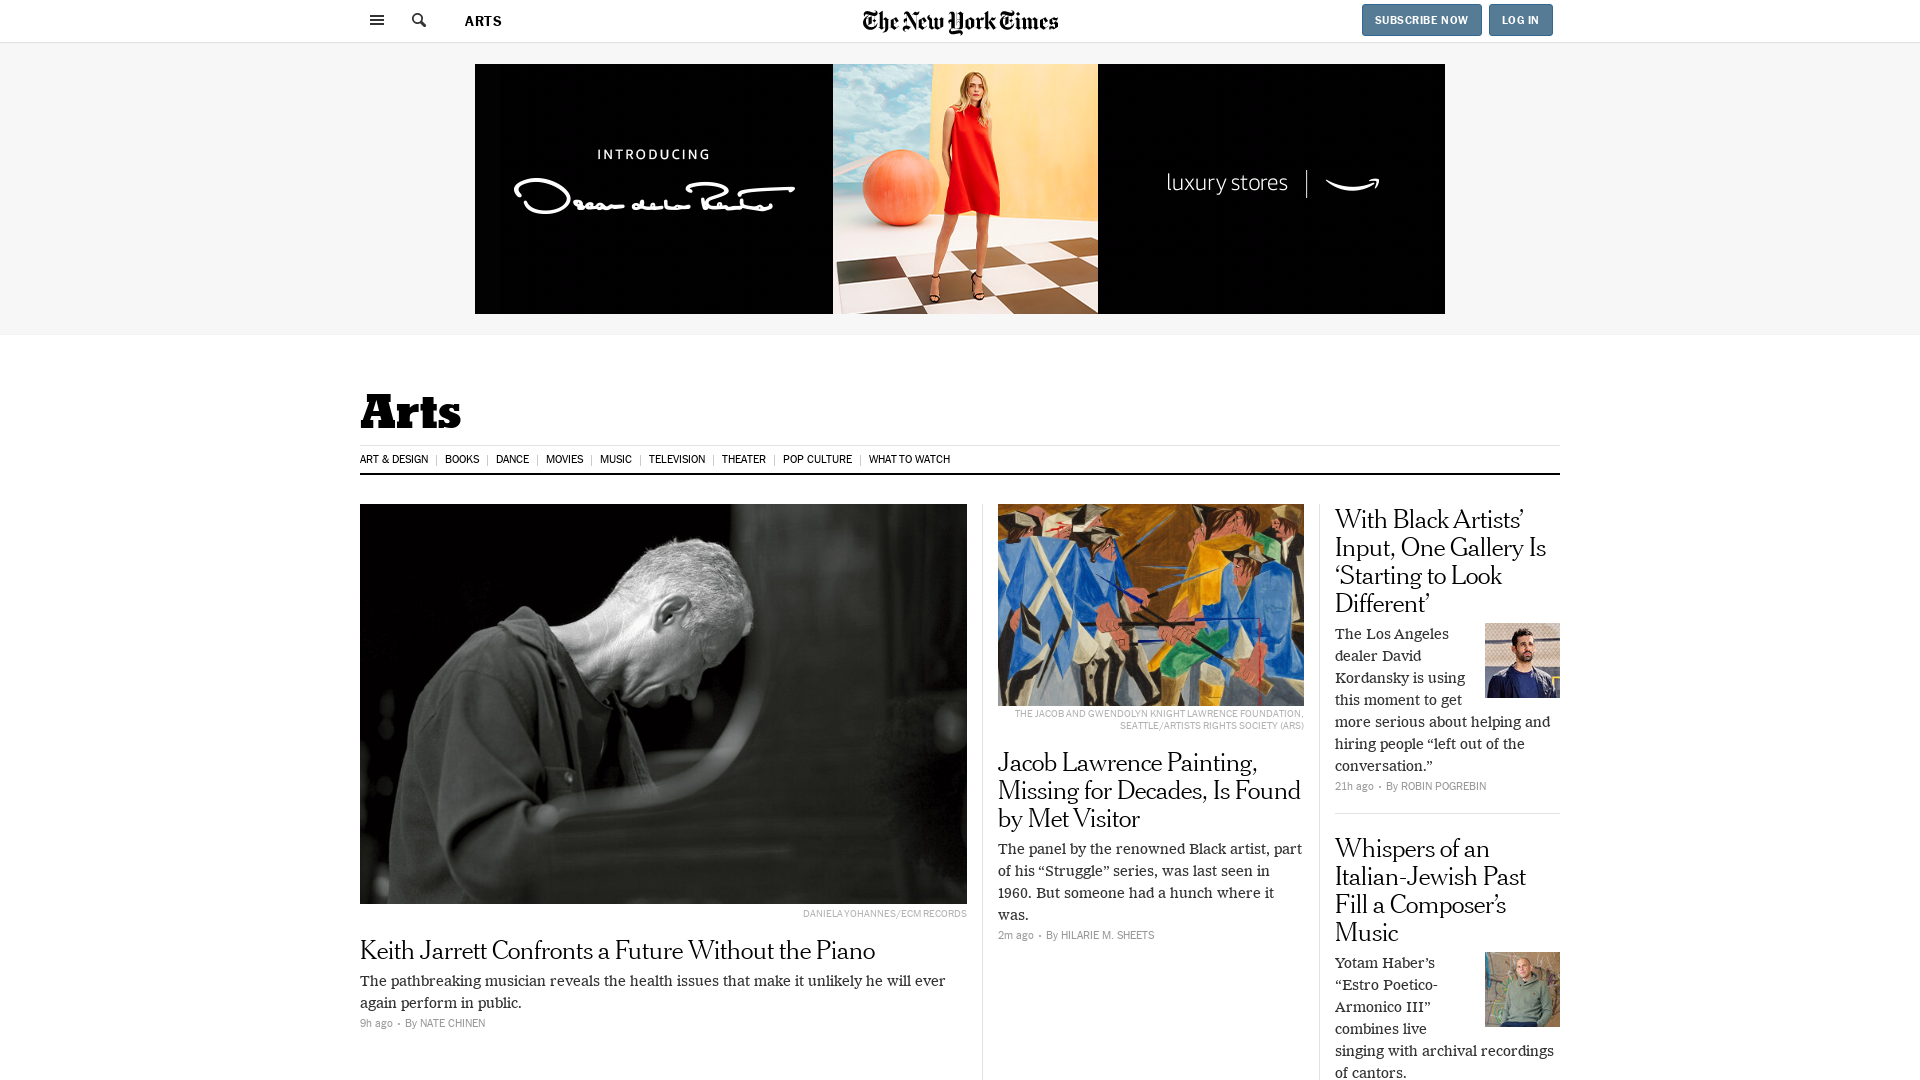 ARTS
The New York Times
SUBSCRIBE NOW
LOG IN
INTRODUCING
Oscar de la Renta
luxury stores
Arts
ART & DESIGN
BOOKS
DANCE
MOVIES
MUSIC
TELEVISION
THEATER
POP CULTURE
WHAT TO WATCH
DANIELA YOHANNES/ECM RECORDS
Keith Jarrett Confronts a Future Without the Piano
The pathbreaking musician reveals the health issues that make it unlikely he will ever
again perform in public.
9h ago • By NATE CHINEN
THE JACOB AND GWENDOLYN KNIGHT LAWRENCE FOUNDATION,
SEATTLE/ARTISTS RIGHTS SOCIETY (ARS)
Jacob Lawrence Painting,
Missing for Decades, Is Found
by Met Visitor
The panel by the renowned Black artist, part
of his “Struggle” series, was last seen in
1960. But someone had a hunch where it
was.
2m ago • By HILARIE M. SHEETS
With Black Artists’
Input, One Gallery Is
‘Starting to Look
Different’
The Los Angeles
dealer David
Kordansky is using
this moment to get
more serious about helping and
hiring people “left out of the
conversation.”
21h ago • By ROBIN POGREBIN
Whispers of an
Italian-Jewish Past
Fill a Composer’s
Music
Yotam Haber’s
“Estro Poetico-
Armonico III”
combines live
singing with archival recordings
of cantors.